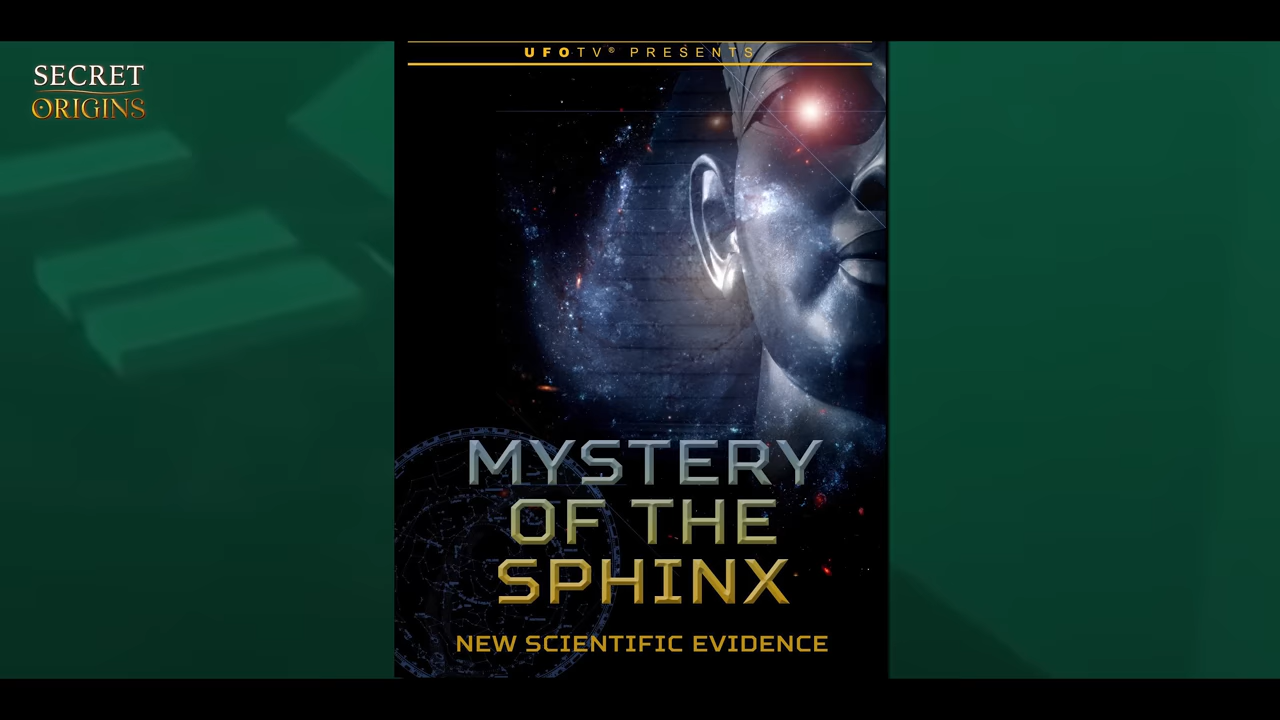 SECRET
ORIGINS
UFOTV® PRESENTS
MYSTERY
OF THE
SPHINX
NEW SCIENTIFIC EVIDENCE